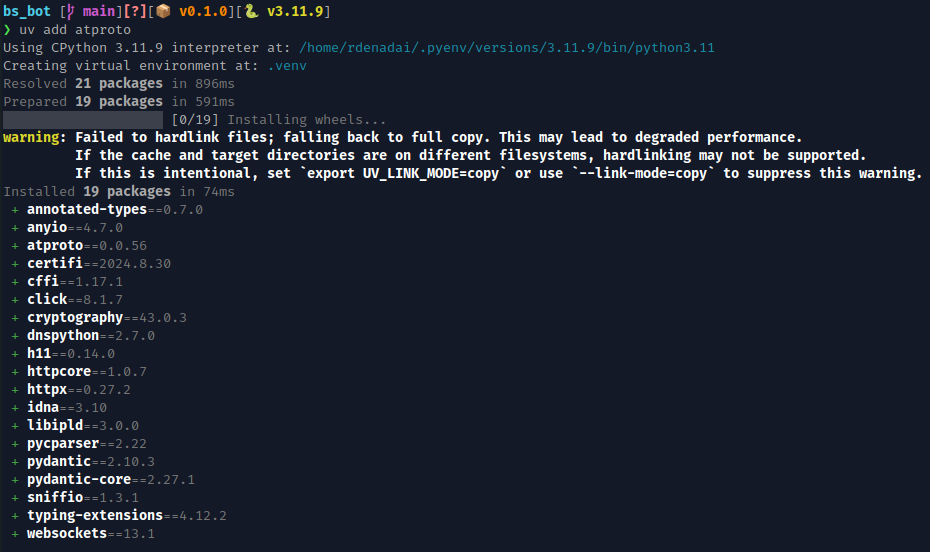 bs_bot [ main][?][📦 v0.1.0][🐍 v3.11.9]
❯ uv add atproto
Using CPython 3.11.9 interpreter at: /home/rdenadai/.pyenv/versions/3.11.9/bin/python3.11
Creating virtual environment at: .venv
Resolved 21 packages in 896ms
Prepared 19 packages in 591ms
[0/19] Installing wheels...
warning: Failed to hardlink files; falling back to full copy. This may lead to degraded performance.
If the cache and target directories are on different filesystems, hardlinking may not be supported.
If this is intentional, set `export UV_LINK_MODE=copy` or use `--link-mode=copy` to suppress this warning.
Installed 19 packages in 74ms
+ annotated-types==0.7.0
+ anyio==4.7.0
+ atproto==0.0.56
+ certifi==2024.8.30
+ cffi==1.17.1
+ click==8.1.7
+ cryptography==43.0.3
+ dnspython==2.7.0
+ h11==0.14.0
+ httpcore==1.0.7
+ httpx==0.27.2
+ idna==3.10
+ libipld==3.0.0
+ pycparser==2.22
+ pydantic==2.10.3
+ pydantic-core==2.27.1
+ sniffio==1.3.1
+ typing-extensions==4.12.2
+ websockets==13.1